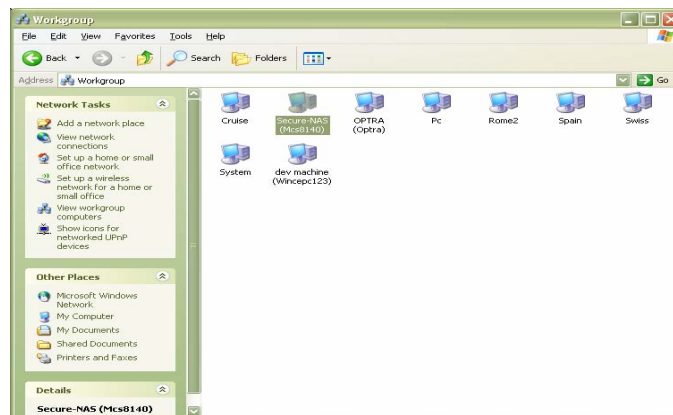 Workgroup
File Edit View Favorites Tools Help
Back Search Folders
Address Workgroup Go
Network Tasks
Add a network place
View network
connections
Set up a home or small
office network
Set up a wireless
network for a home or
small office
View workgroup
computers
Show icons for
networked UPnP
devices
Other Places
Microsoft Windows
Network
My Computer
My Documents
Shared Documents
Printers and Faxes
Details
Secure-NAS (Mcs8140)
Cruise
Secure-NAS
(Mcs8140)
OPTRA
(Optra)
Pc
Rome2
Spain
Swiss
System
dev machine
(Wincepc123)